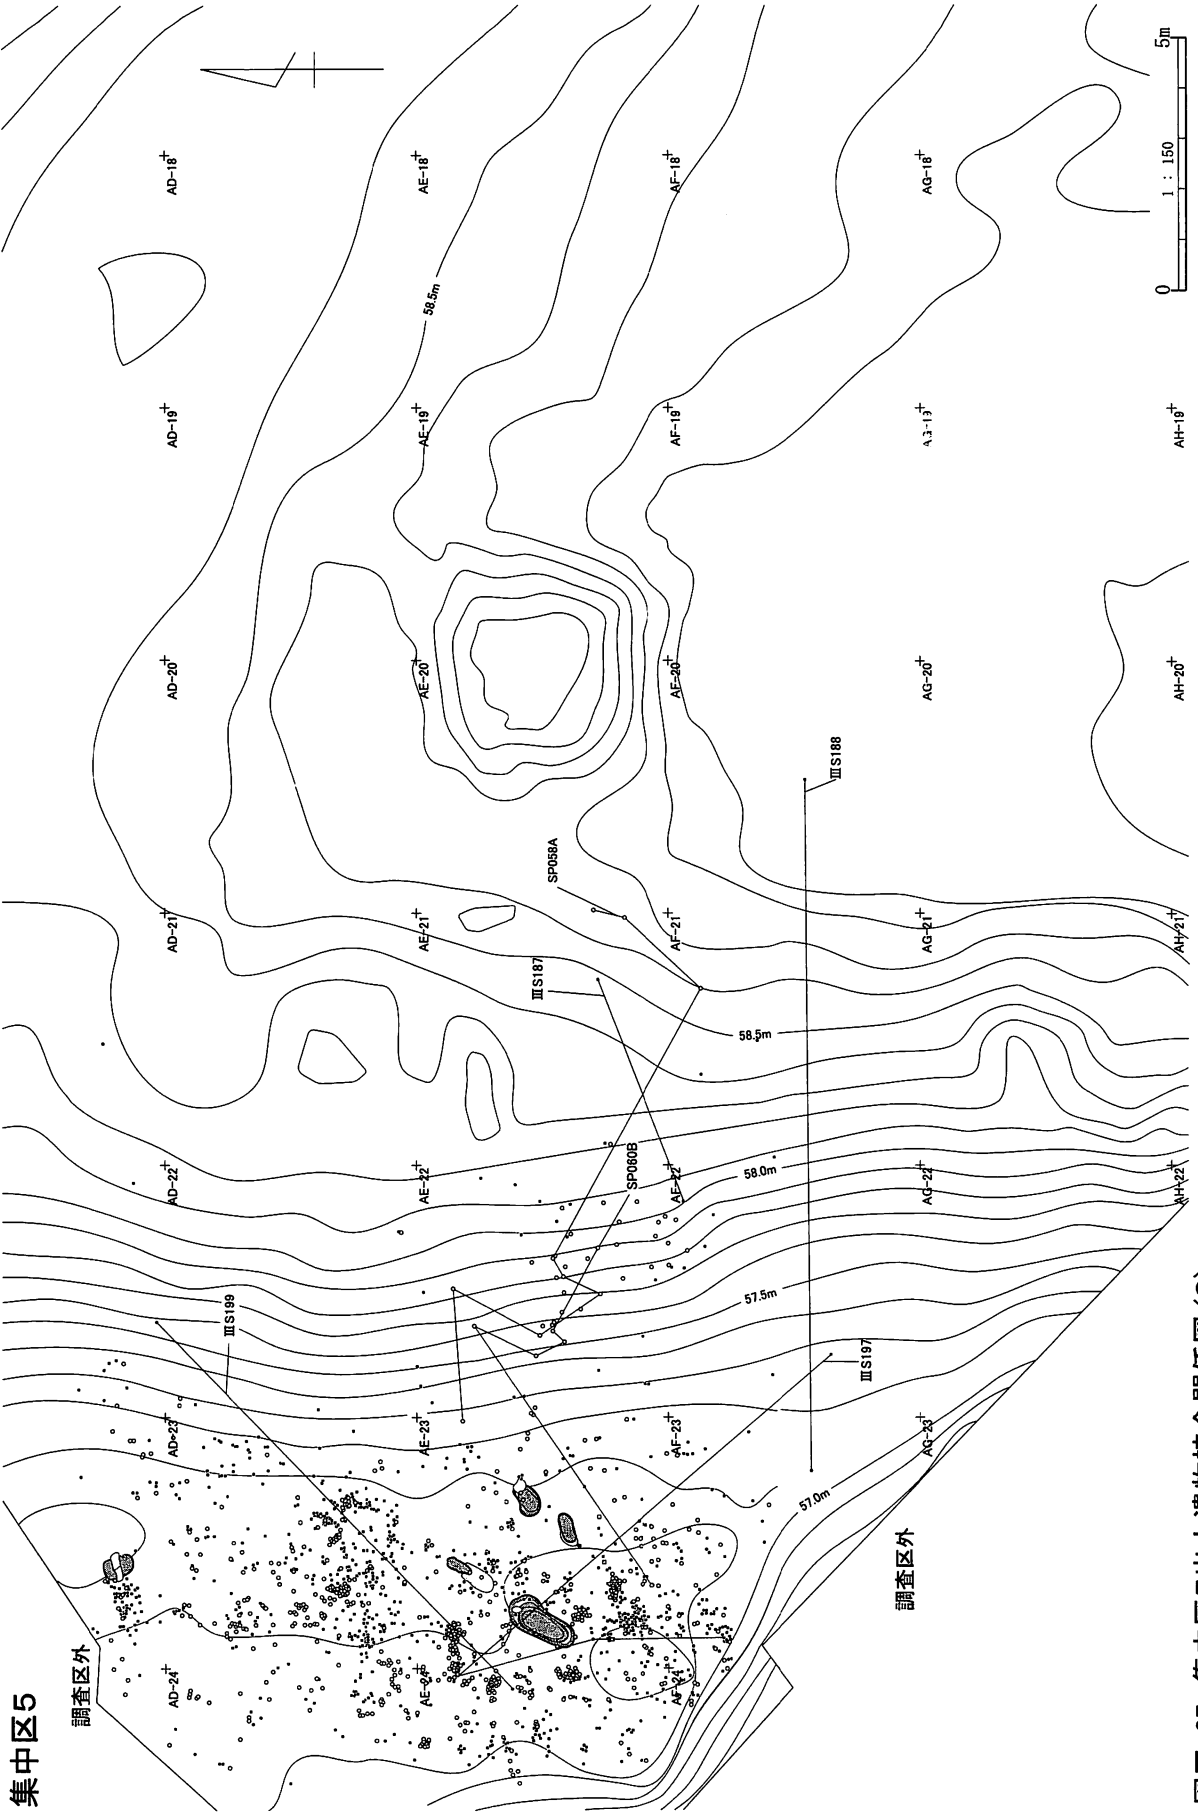 集中区5
調査区外
AD-24
AD-23
AD-22
AD-21
AD-20
AD-19
AD-18
ⅢS199
58.5m
AE-24
AE-23
AE-22
AE-21
AE-20
AE-19
AE-18
ⅢS187
SP058A
SP060B
AF-24
AF-23
AF-22
AF-21
AF-20
AF-19
AF-18
58.5m
58.0m
57.5m
57.0m
ⅢS188
ⅢS197
調査区外
AG-23
AG-22
AG-21
AG-20
AG-19
AG-18
AH-22
AH-21
AH-20
AH-19
0
1 : 150
5m